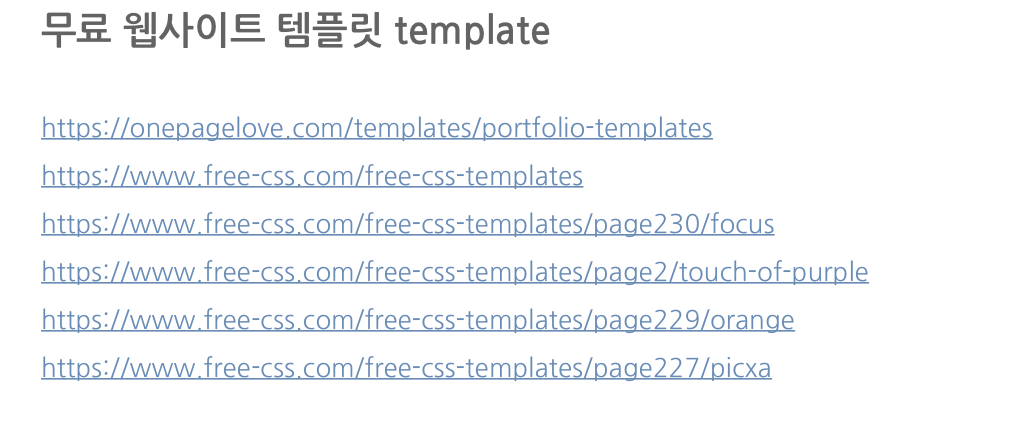 무료 웹사이트 템플릿 template
https://onepagelove.com/templates/portfolio-templates
https://www.free-css.com/free-css-templates
https://www.free-css.com/free-css-templates/page230/focus
https://www.free-css.com/free-css-templates/page2/touch-of-purple
https://www.free-css.com/free-css-templates/page229/orange
https://www.free-css.com/free-css-templates/page227/picxa